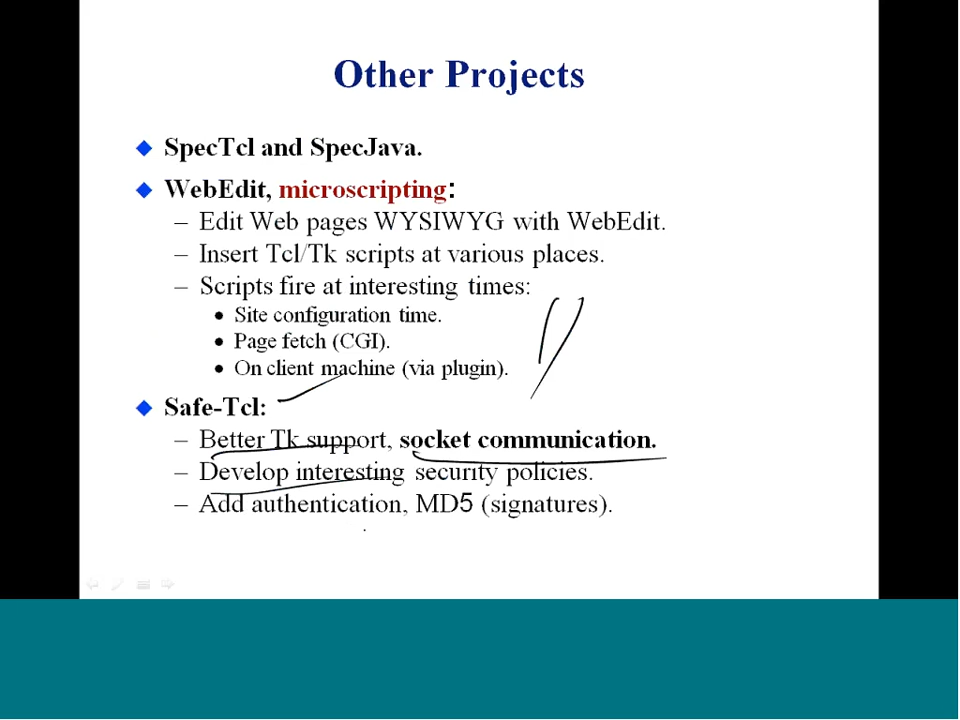 Other Projects
SpecTcl and SpecJava.
WebEdit, microscripting:
– Edit Web pages WYSIWYG with WebEdit.
– Insert Tcl/Tk scripts at various places.
– Scripts fire at interesting times:
• Site configuration time.
• Page fetch (CGI).
• On client machine (via plugin).
Safe-Tcl:
– Better Tk support, socket communication.
– Develop interesting security policies.
– Add authentication, MD5 (signatures).